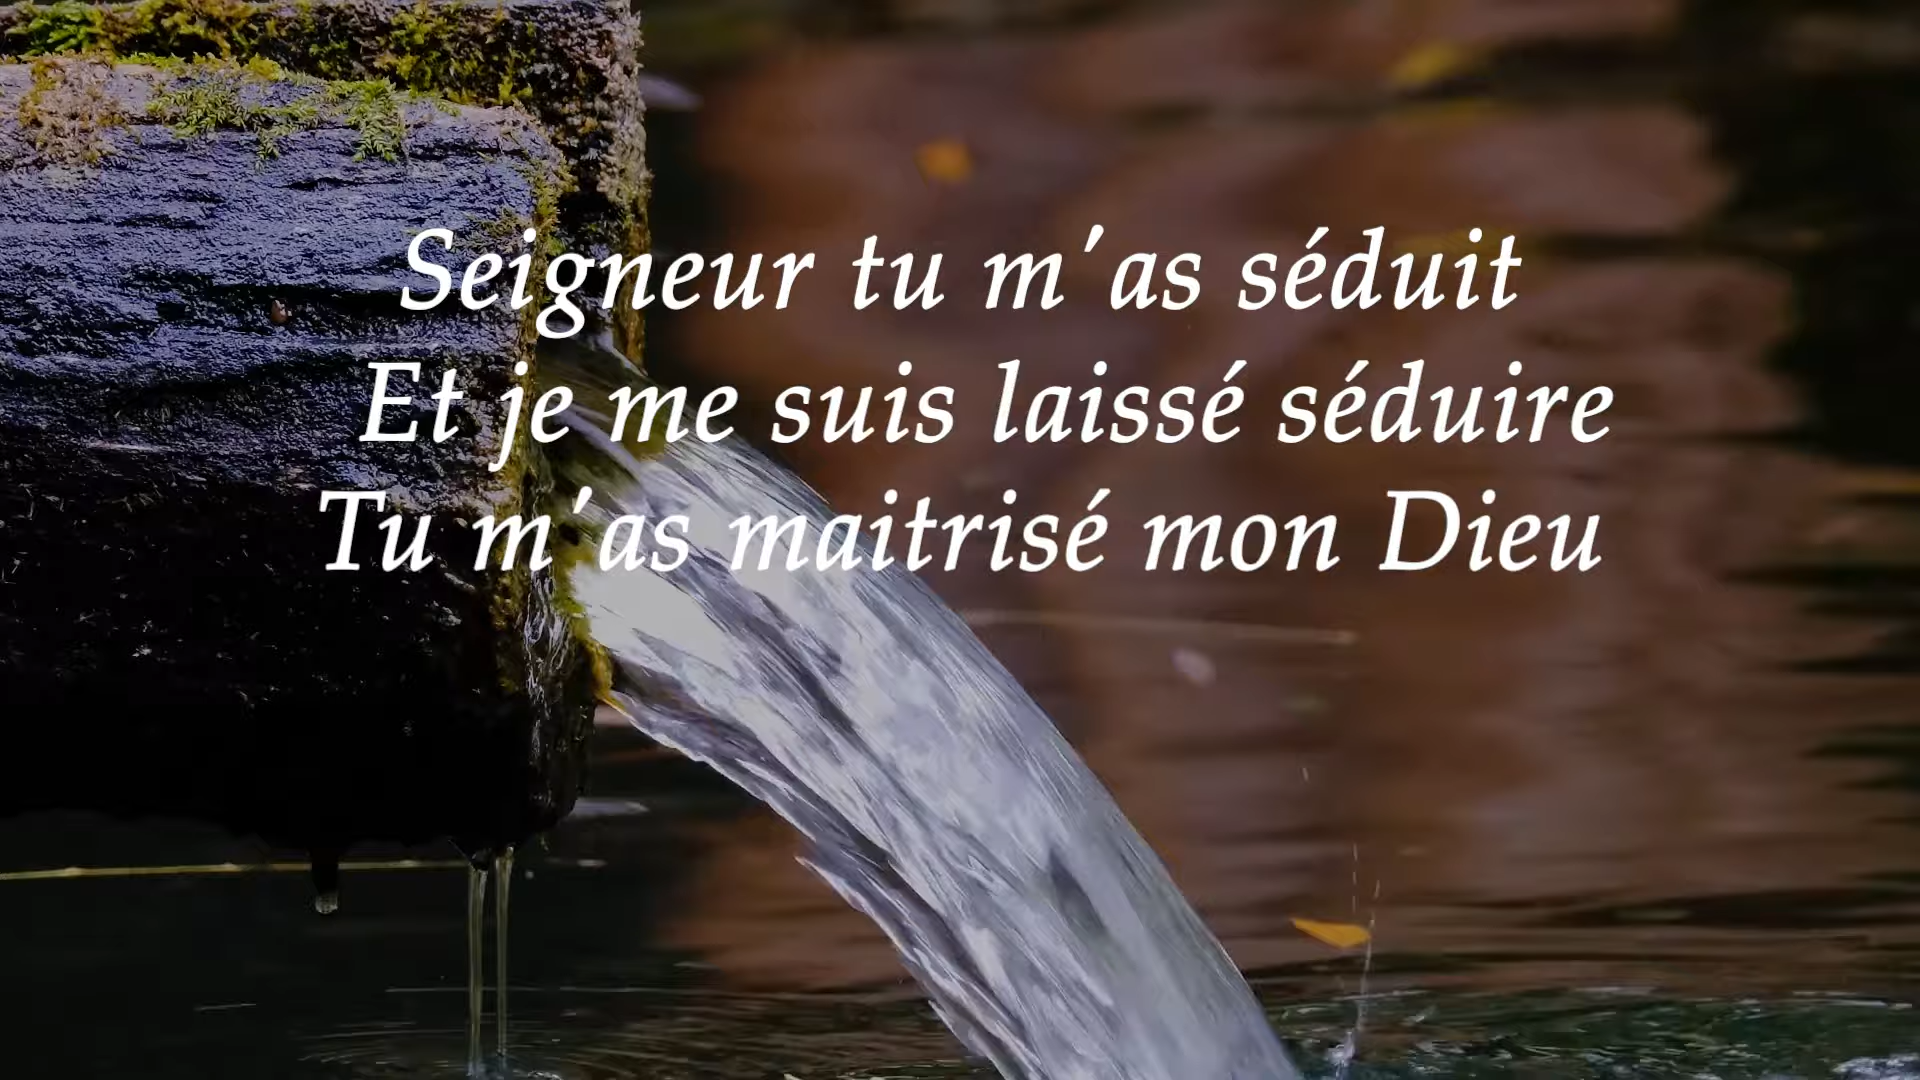 Seigneur tu m'as séduit
Et je me suis laissé séduire
Tu m'as maitrisé mon Dieu